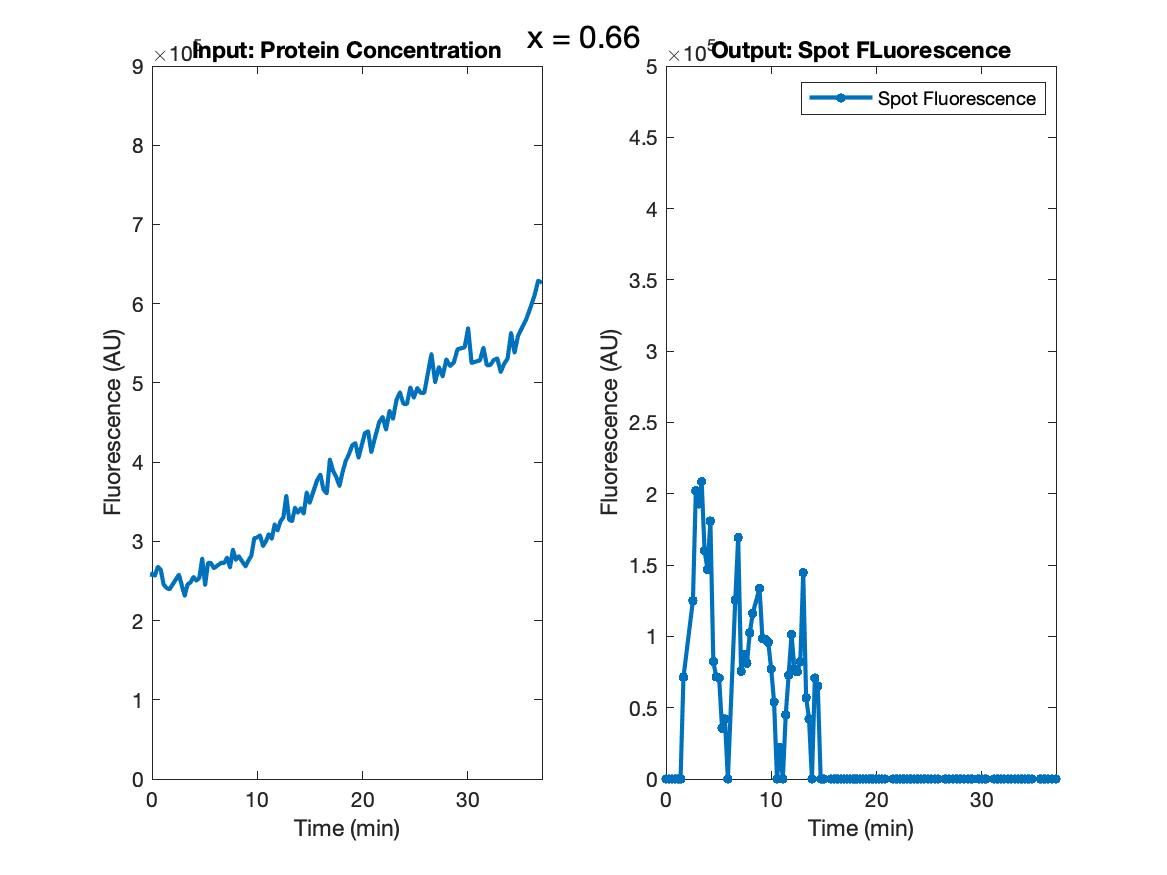 x = 0.66
×10⁵
Input: Protein Concentration
9
8
7
6
5
4
3
2
1
0
0 10 20 30
Fluorescence (AU)
Time (min)
×10⁵
Output: Spot FLuorescence
Spot Fluorescence
5
4.5
4
3.5
3
2.5
2
1.5
1
0.5
0
0 10 20 30
Fluorescence (AU)
Time (min)